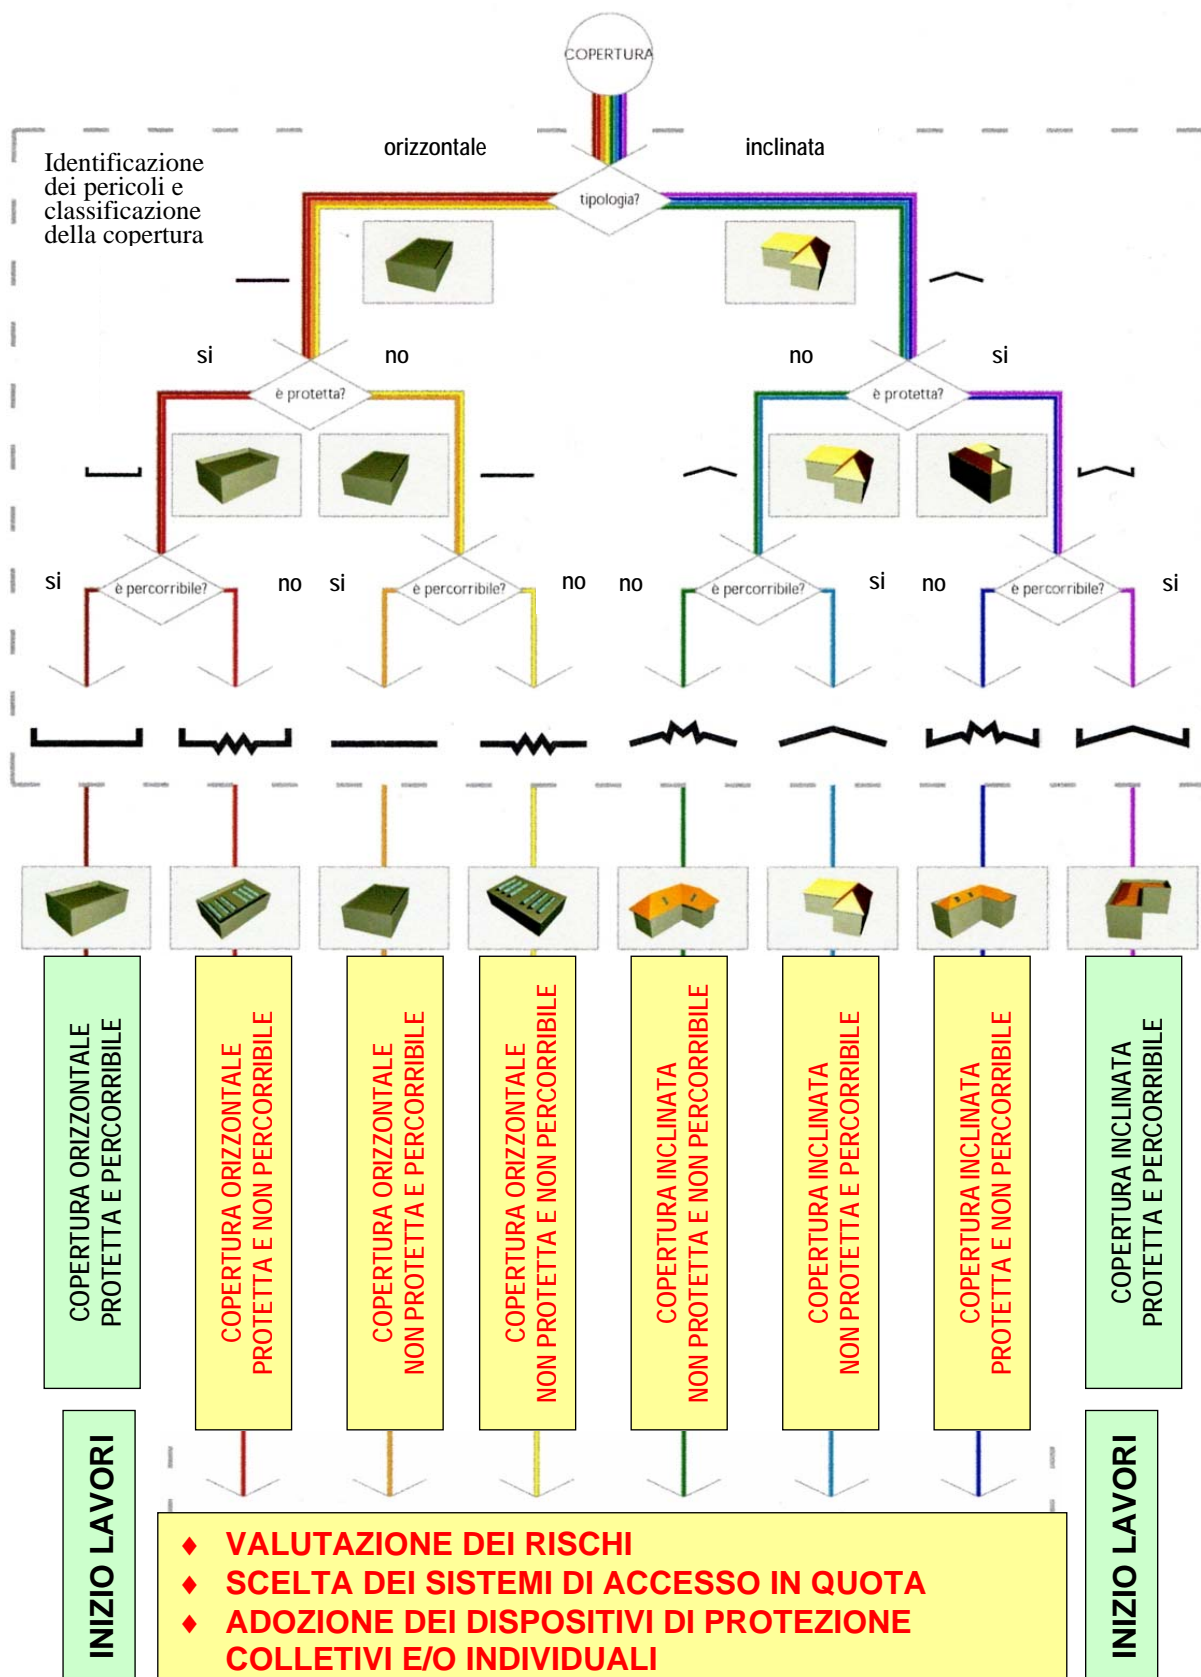 COPERTURA
orizzontale
inclinata
Identificazione
dei pericoli e
classificazione
della copertura
tipologia?
si
no
no
si
è protetta?
è protetta?
si
è percorribile?
no
si
è percorribile?
no
no
è percorribile?
si
no
è percorribile?
si
COPERTURA ORIZZONTALE
PROTETTA E PERCORRIBILE
COPERTURA ORIZZONTALE
PROTETTA E NON PERCORRIBILE
COPERTURA ORIZZONTALE
NON PROTETTA E PERCORRIBILE
COPERTURA ORIZZONTALE
NON PROTETTA E NON PERCORRIBILE
COPERTURA INCLINATA
NON PROTETTA E NON PERCORRIBILE
COPERTURA INCLINATA
NON PROTETTA E PERCORRIBILE
COPERTURA INCLINATA
PROTETTA E NON PERCORRIBILE
COPERTURA INCLINATA
PROTETTA E PERCORRIBILE
INIZIO LAVORI
♦ VALUTAZIONE DEI RISCHI
♦ SCELTA DEI SISTEMI DI ACCESSO IN QUOTA
♦ ADOZIONE DEI DISPOSITIVI DI PROTEZIONE
COLLETIVI E/O INDIVIDUALI
INIZIO LAVORI